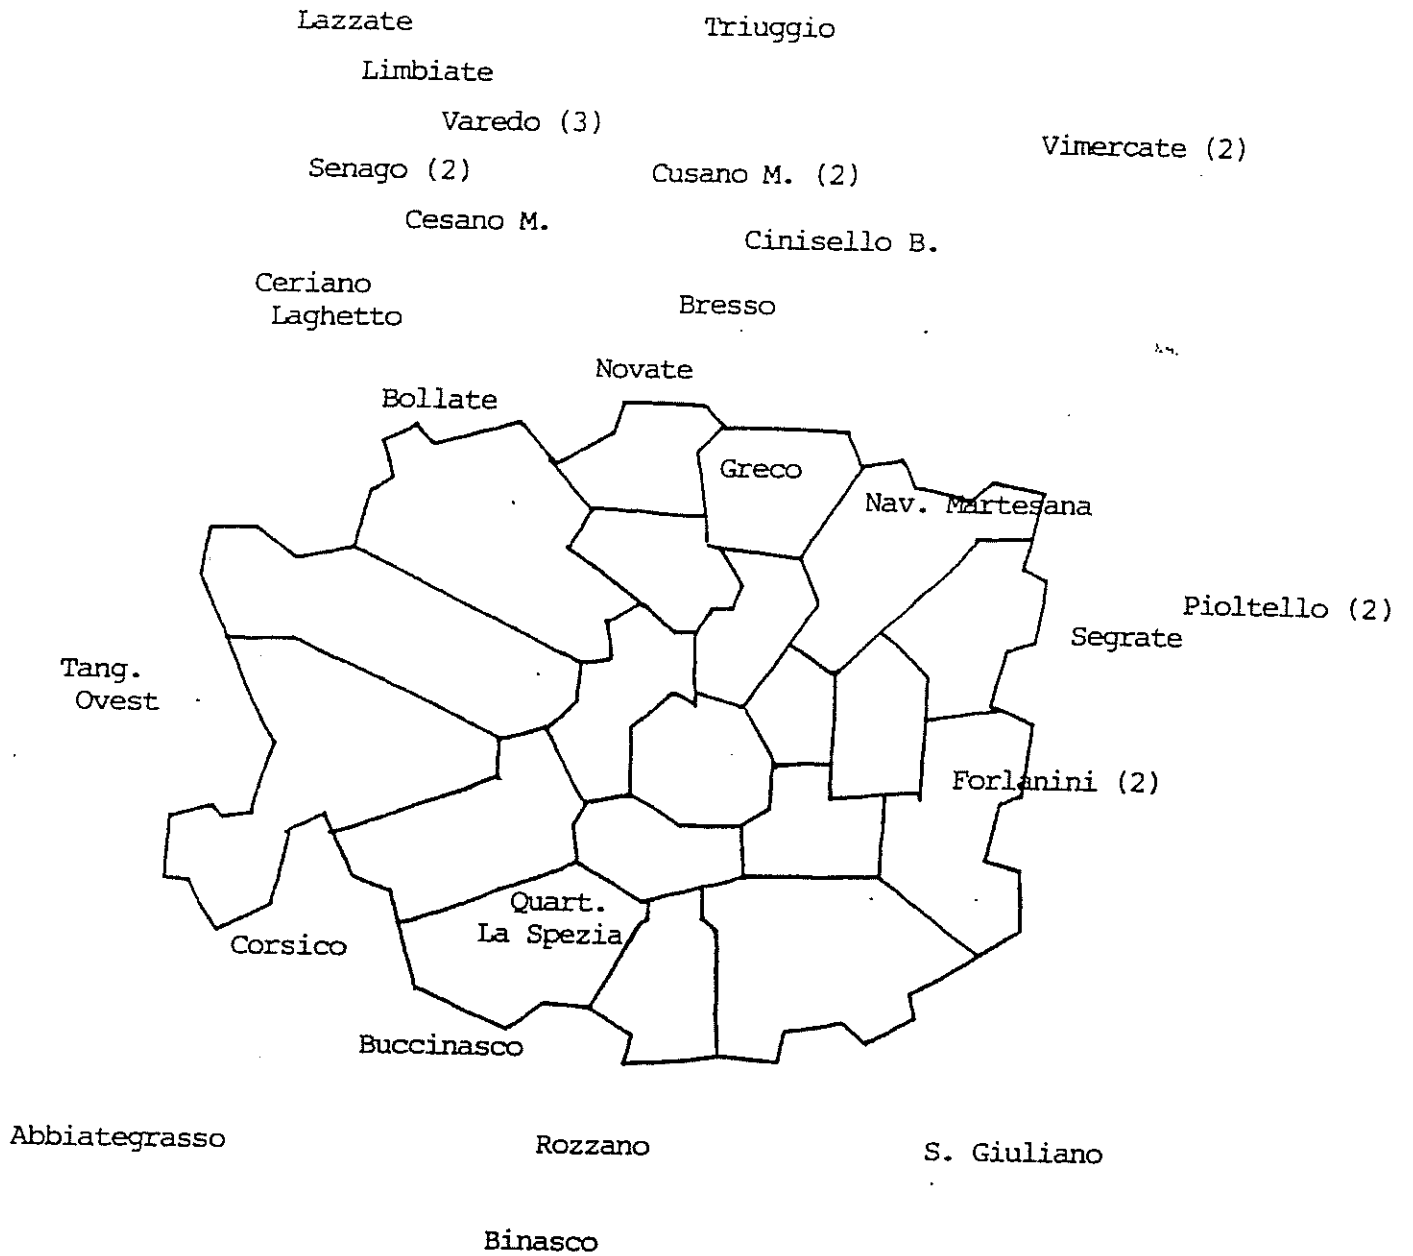 Lazzate
Triuggio
Limbiate
Varedo (3)
Vimercate (2)
Senago (2)
Cusano M. (2)
Cesano M.
Cinisello B.
Ceriano
Laghetto
Bresso
Novate
Bollate
Greco
Nav. Martesana
Pioltello (2)
Segrate
Tang.
Ovest
Forlanini (2)
Quart.
La Spezia
Corsico
Buccinasco
Abbiategrasso
Rozzano
S. Giuliano
Binasco